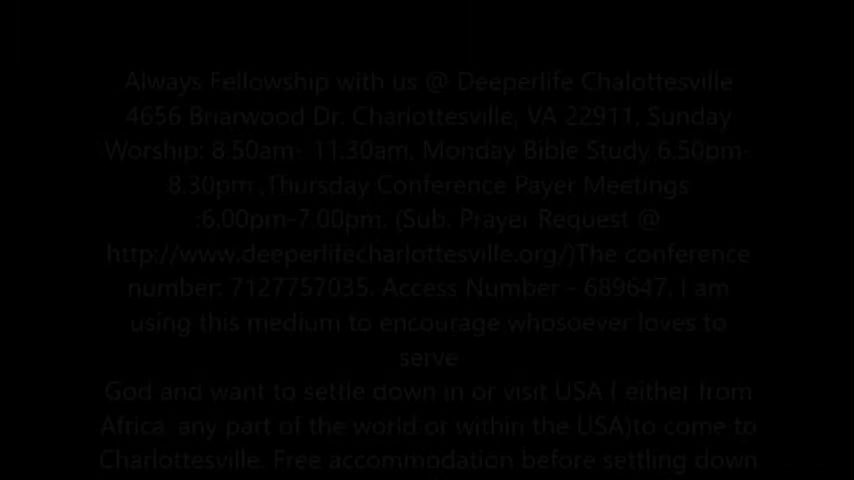 Always Fellowship with us @ Deeperlife Chalottesville
4656 Briarwood Dr. Charlottesville, VA 22911, Sunday
Worship: 8.50am- 11.30am, Monday Bible Study 6.50pm-
8.30pm ,Thursday Conference Payer Meetings
:6.00pm-7.00pm. (Sub. Prayer Request @
http://www.deeperlifecharlottesville.org/)The conference
number: 7127757035. Access Number - 689647. I am
using this medium to encourage whosoever loves to
serve
God and want to settle down in or visit USA ( either from
Africa, any part of the world or within the USA)to come to
Charlottesville. Free accommodation before settling down